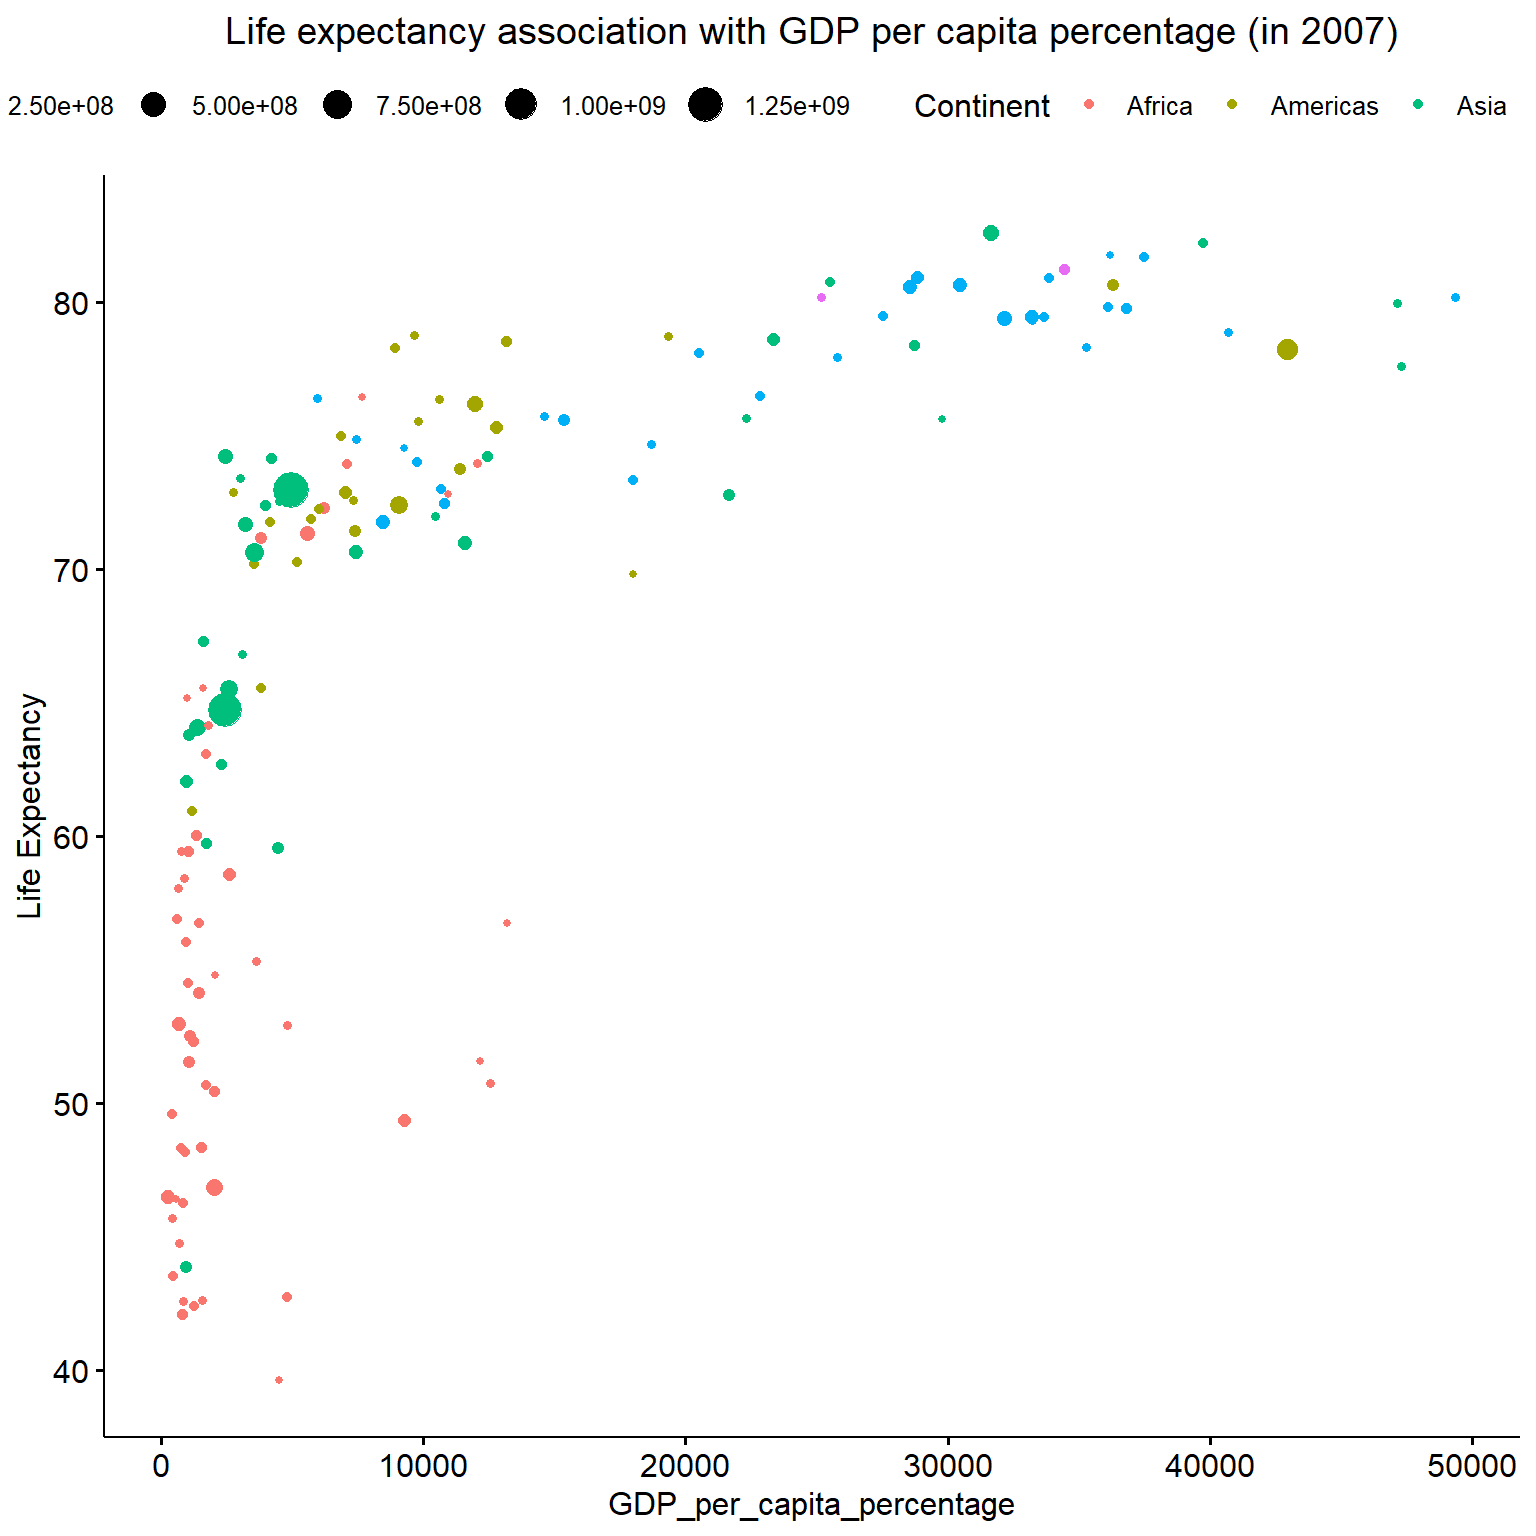 Life expectancy association with GDP per capita percentage (in 2007)
2.50e+08 5.00e+08 7.50e+08 1.00e+09 1.25e+09 Continent Africa Americas Asia
80
70
60
50
40
Life Expectancy
0 10000 20000 30000 40000 50000
GDP_per_capita_percentage